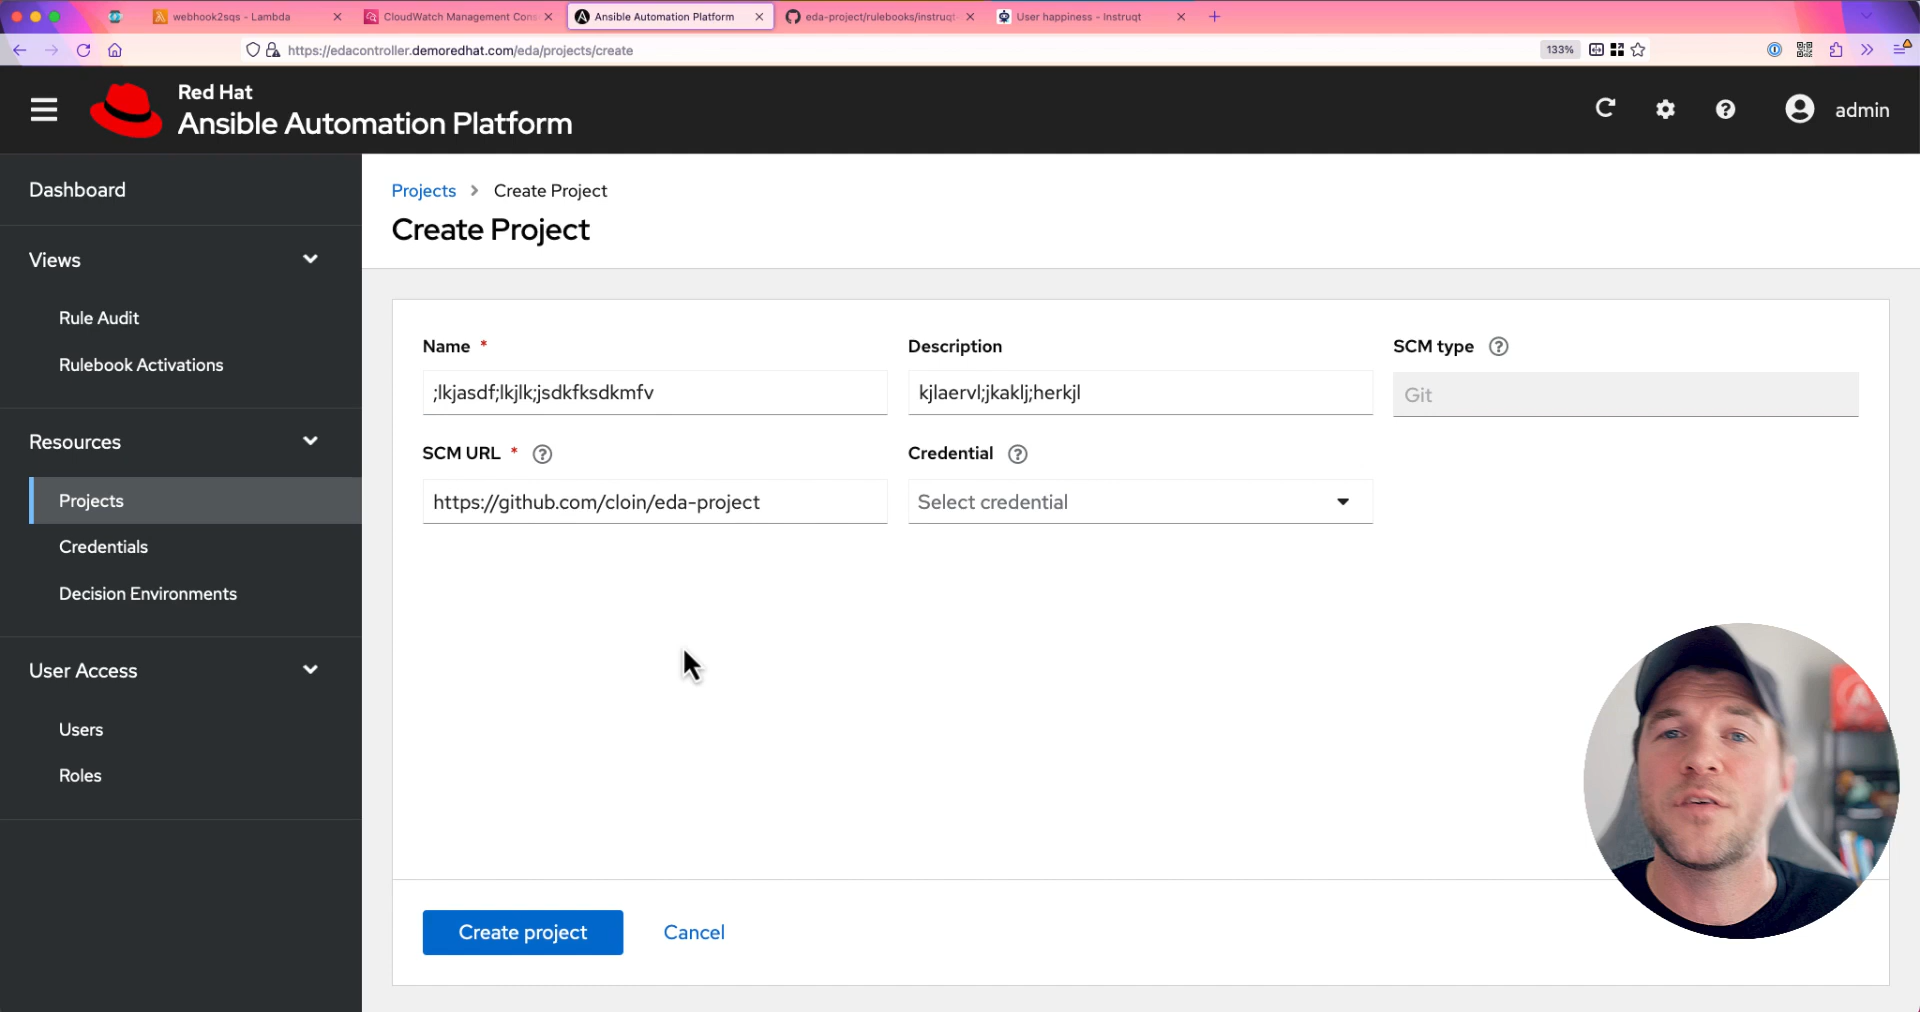 webhook2sqs - Lambda
CloudWatch Management Cons
Ansible Automation Platform
eda-project/rulebooks/instruqt
User happiness - Instruqt
https://edacontroller.demoredhat.com/eda/projects/create
133%
Red Hat
Ansible Automation Platform
admin
Dashboard
Views
Rule Audit
Rulebook Activations
Resources
Projects
Credentials
Decision Environments
User Access
Users
Roles
Projects > Create Project
Create Project
Name *
Description
SCM type
;lkjasdf;lkjlk;jsdkfksdkmfv
kjlaervl;jkaklj;herkjl
Git
SCM URL *
Credential
https://github.com/cloin/eda-project
Select credential
Create project
Cancel